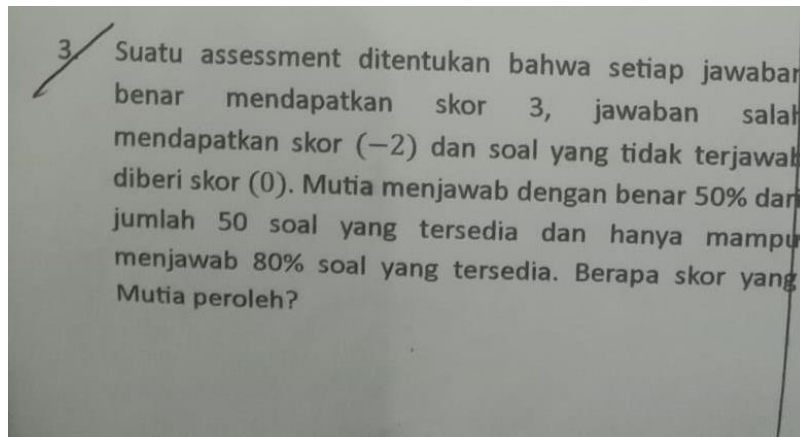 3. Suatu assessment ditentukan bahwa setiap jawaban
benar mendapatkan skor 3, jawaban salah
mendapatkan skor (−2) dan soal yang tidak terjawab
diberi skor (0). Mutia menjawab dengan benar 50% dari
jumlah 50 soal yang tersedia dan hanya mampu
menjawab 80% soal yang tersedia. Berapa skor yang
Mutia peroleh?